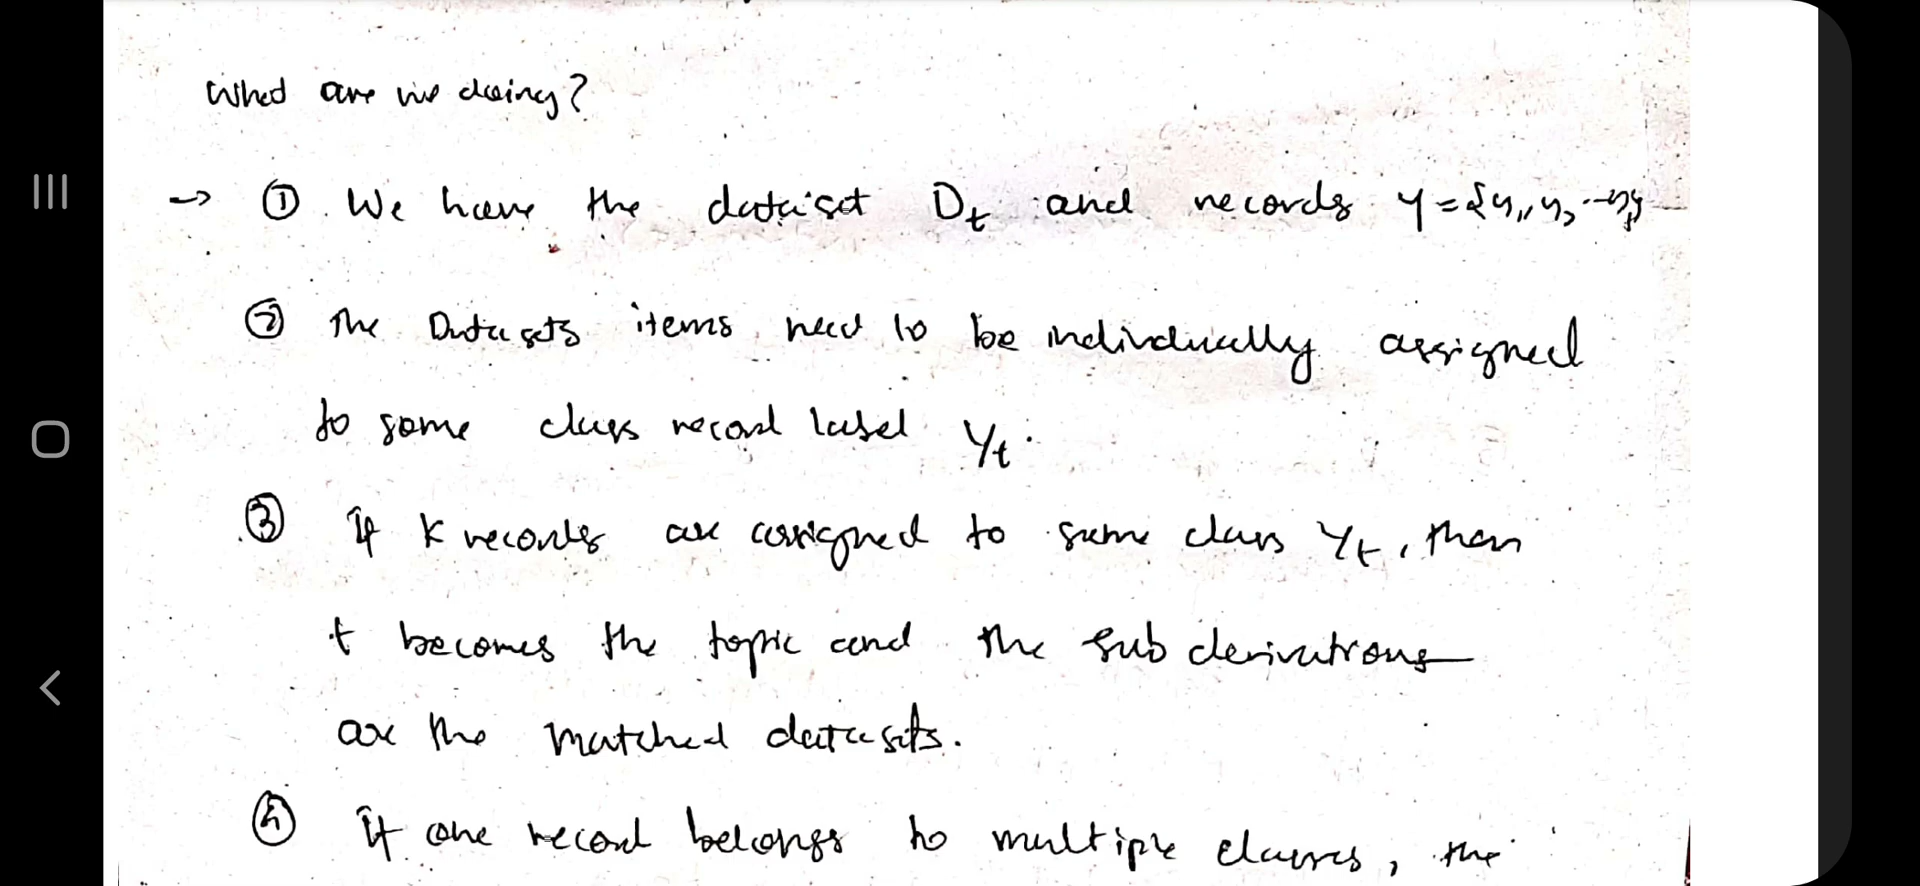 What are we doing?
→ ① We have the dataset Dt and records y = {y1, y2 ...
② The Datasets items need to be individually assigned
to some class record label Yt.
③ If K records are assigned to same class Yt, then
t becomes the topic and the sub derivations
are the matched datasets.
④ If one record belongs to multiple classes, the